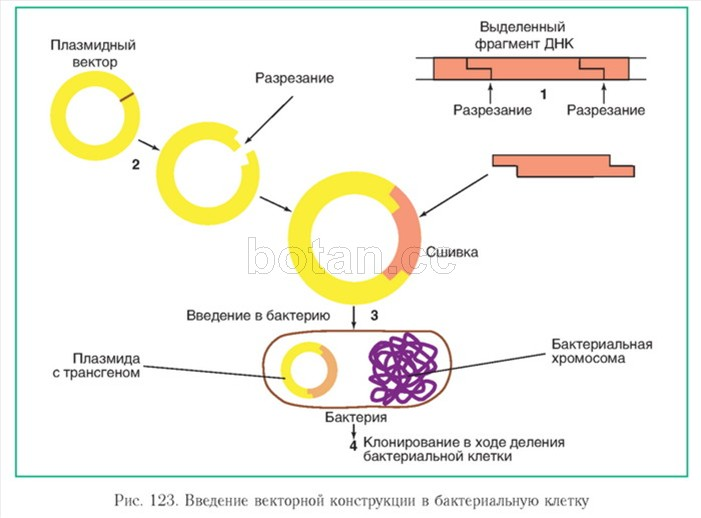 Плазмидный
вектор
Разрезание
Выделенный
фрагмент ДНК
1
Разрезание
Разрезание
2
Сшивка
botan.cc
Введение в бактерию
3
Плазмида
с трансгеном
Бактериальная
хромосома
Бактерия
4 Клонирование в ходе деления
бактериальной клетки
Рис. 123. Введение векторной конструкции в бактериальную клетку